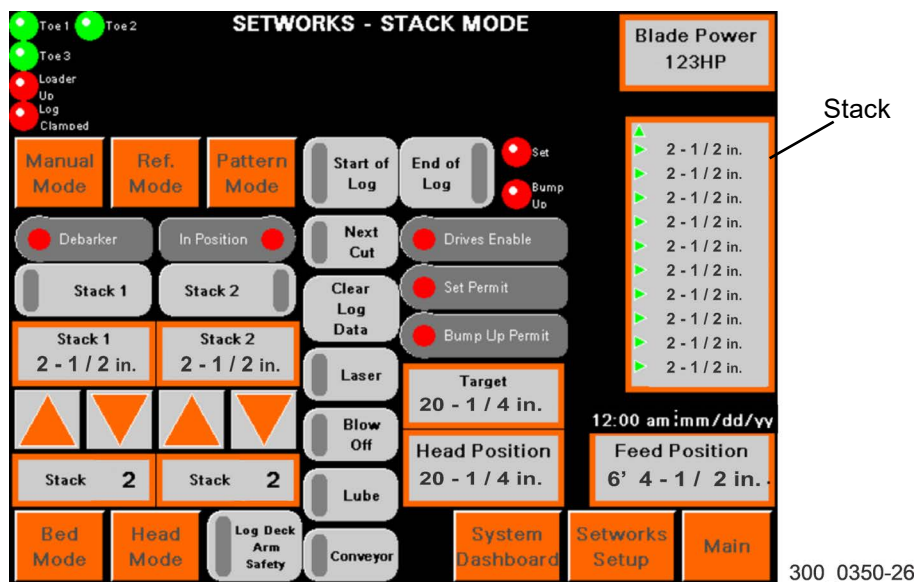 SETWORKS - STACK MODE
Toe 1
Toe 2
Toe 3
Loader
Up
Log
Clamped
Blade Power
123HP
Stack
Manual
Mode
Ref.
Mode
Pattern
Mode
Start of
Log
End of
Log
Set
Bump
Up
2 - 1 / 2 in.
2 - 1 / 2 in.
2 - 1 / 2 in.
2 - 1 / 2 in.
2 - 1 / 2 in.
2 - 1 / 2 in.
2 - 1 / 2 in.
2 - 1 / 2 in.
2 - 1 / 2 in.
2 - 1 / 2 in.
Debarker
In Position
Next
Cut
Drives Enable
Stack 1
Stack 2
Clear
Log
Data
Set Permit
Bump Up Permit
Stack 1
2 - 1 / 2 in.
Stack 2
2 - 1 / 2 in.
Laser
Target
20 - 1 / 4 in.
Blow
Off
12:00 am:mm/dd/yy
Head Position
20 - 1 / 4 in.
Feed Position
6' 4 - 1 / 2 in.
Stack 2
Stack 2
Lube
Bed
Mode
Head
Mode
Log Deck
Arm
Safety
Conveyor
System
Dashboard
Setworks
Setup
Main
300 0350-26